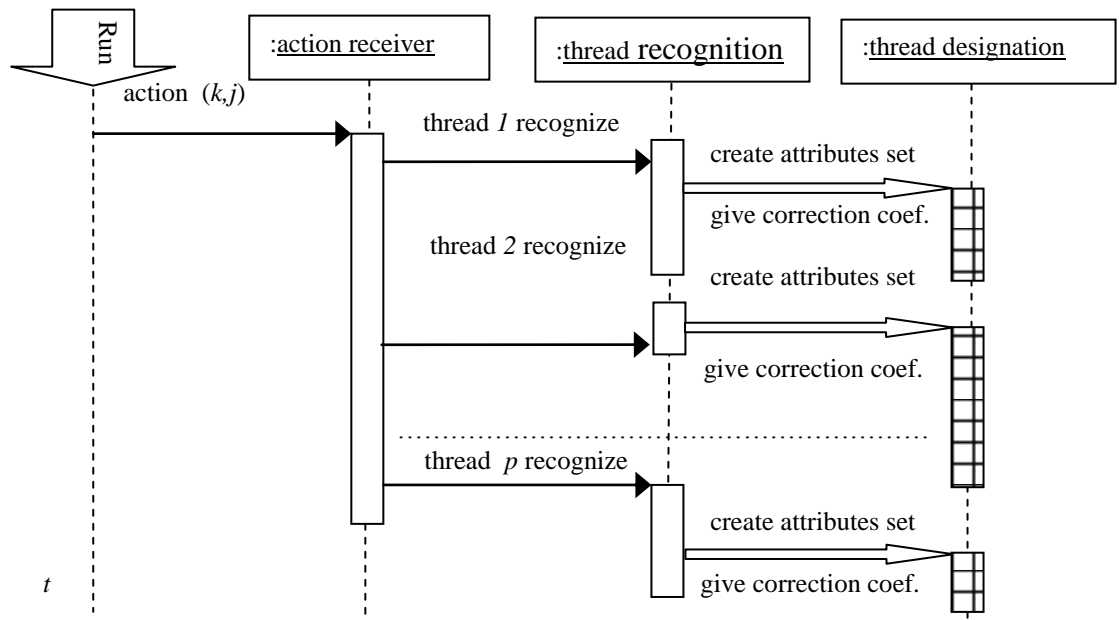 Run
:action receiver
:thread recognition
:thread designation
action (k,j)
thread 1 recognize
create attributes set
give correction coef.
thread 2 recognize
create attributes set
give correction coef.
thread p recognize
create attributes set
give correction coef.
t